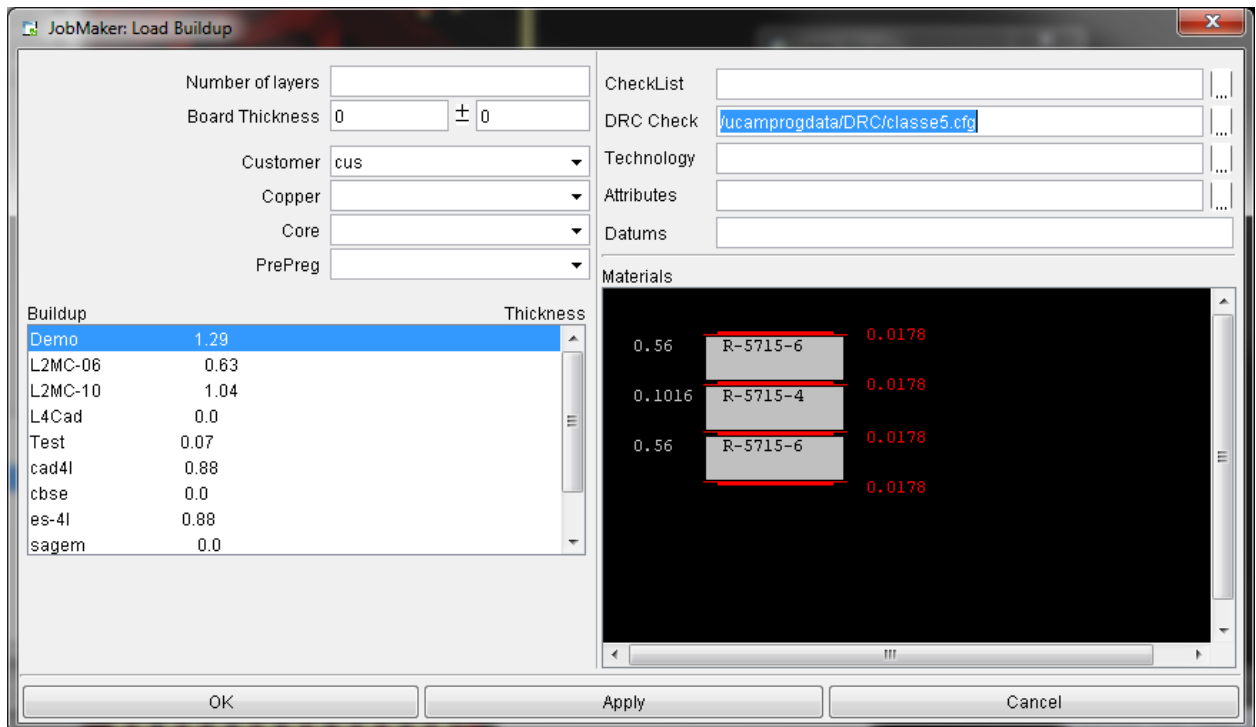 JobMaker: Load Buildup
Number of layers
Board Thickness 0 ± 0
Customer cus
Copper
Core
PrePreg
Buildup Thickness
Demo 1.29
L2MC-06 0.63
L2MC-10 1.04
L4Cad 0.0
Test 0.07
cad4l 0.88
cbse 0.0
es-4l 0.88
sagem 0.0
CheckList ...
DRC Check /ucamprogdata/DRC/classe5.cfg ...
Technology ...
Attributes ...
Datums
Materials
0.0178
0.56 R-5715-6
0.0178
0.1016 R-5715-4
0.0178
0.56 R-5715-6
0.0178
OK Apply Cancel